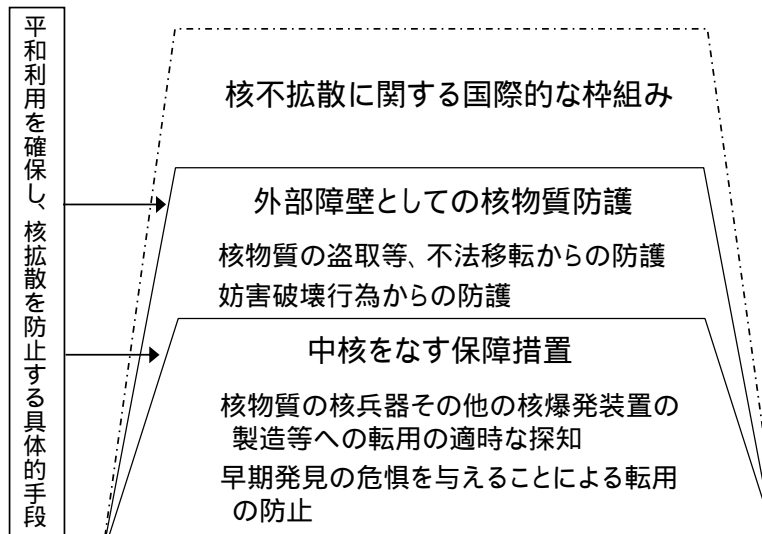 平和利用を確保し、核拡散を防止する具体的手段
核不拡散に関する国際的な枠組み
外部障壁としての核物質防護
核物質の盗取等、不法移転からの防護
妨害破壊行為からの防護
中核をなす保障措置
核物質の核兵器その他の核爆発装置の
製造等への転用の適時な探知
早期発見の危惧を与えることによる転用
の防止